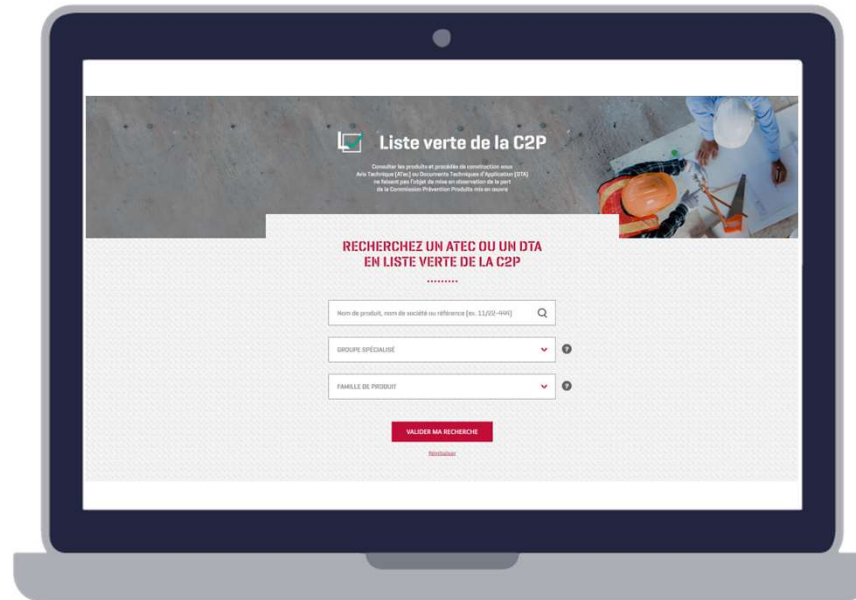 Liste verte de la C2P
Consulter les produits et procédés de construction sous
Avis Technique (ATec) ou Documents Techniques d'Application (DTA)
ne faisant pas l'objet de mise en observation de la part
de la Commission Prévention Produits mis en œuvre
RECHERCHEZ UN ATEC OU UN DTA
EN LISTE VERTE DE LA C2P
Nom de produit, nom de société ou référence (ex. 11/22-444)
GROUPE SPÉCIALISÉ
?
FAMILLE DE PRODUIT
?
VALIDER MA RECHERCHE
Réinitialiser